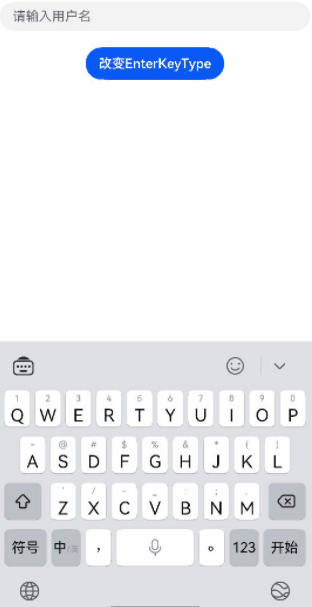 请输入用户名
改变EnterKeyType
1 2 3 4 5 6 7 8 9 0
Q W E R T Y U I O P
~ @ # $ % & * ( )
A S D F G H J K L
' / - _ : ; 、
Z X C V B N M
符号 中/英 ， 。 123 开始